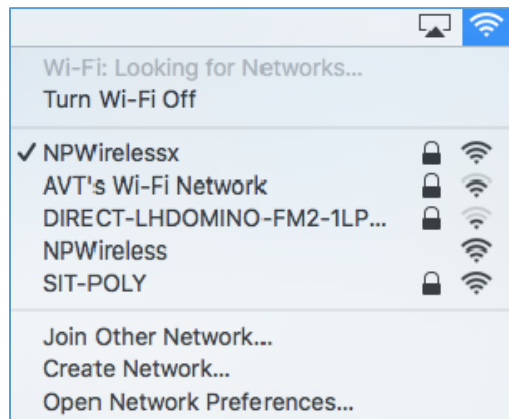 Wi-Fi: Looking for Networks...
Turn Wi-Fi Off
✓ NPWirelessx
AVT's Wi-Fi Network
DIRECT-LHDOMINO-FM2-1LP...
NPWireless
SIT-POLY
Join Other Network...
Create Network...
Open Network Preferences...